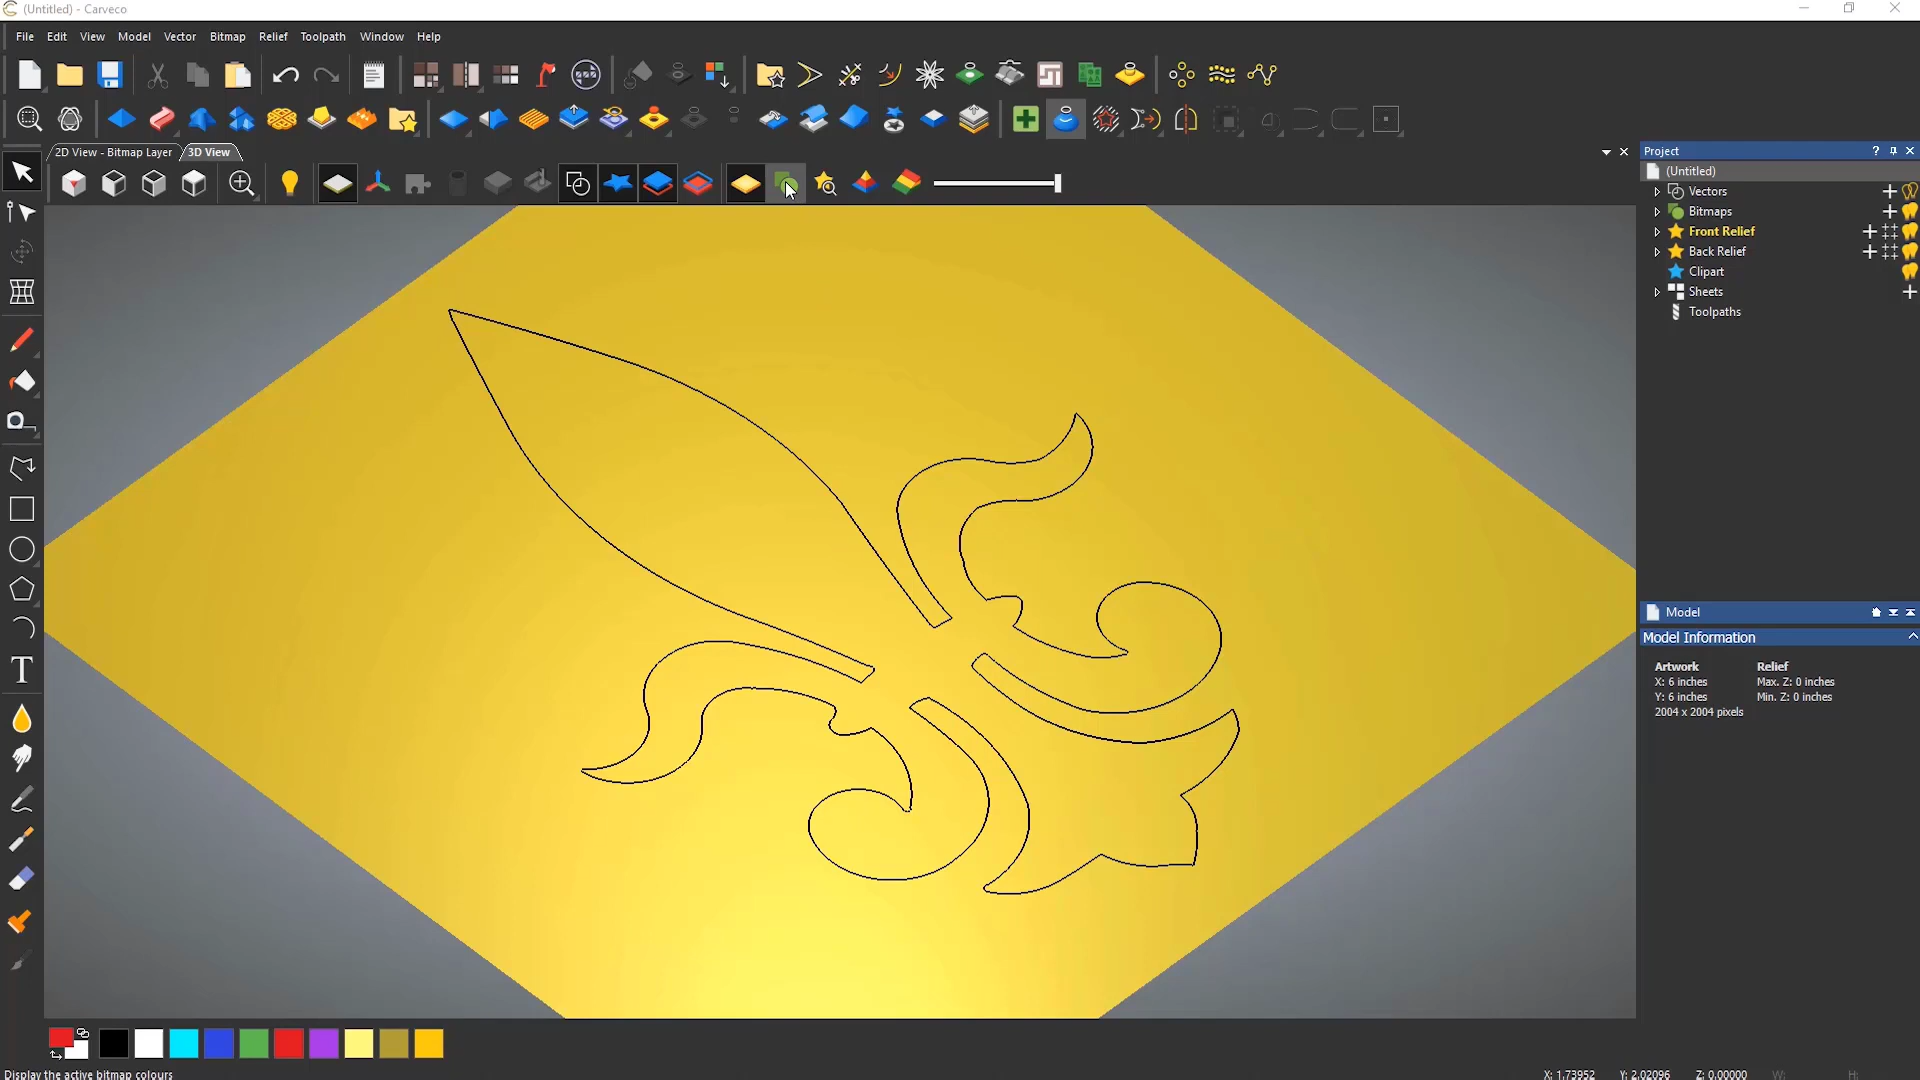 (Untitled) - Carveco
File Edit View Model Vector Bitmap Relief Toolpath Window Help
2D View - Bitmap Layer 3D View
Project ?
(Untitled)
Vectors
Bitmaps
Front Relief
Back Relief
Clipart
Sheets
Toolpaths
Model
Model Information
Artwork Relief
X: 6 inches Max. Z: 0 inches
Y: 6 inches Min. Z: 0 inches
2004 x 2004 pixels
T
Display the active bitmap colours X: 1.73952 Y: 2.02096 Z: 0.00000 W: H: